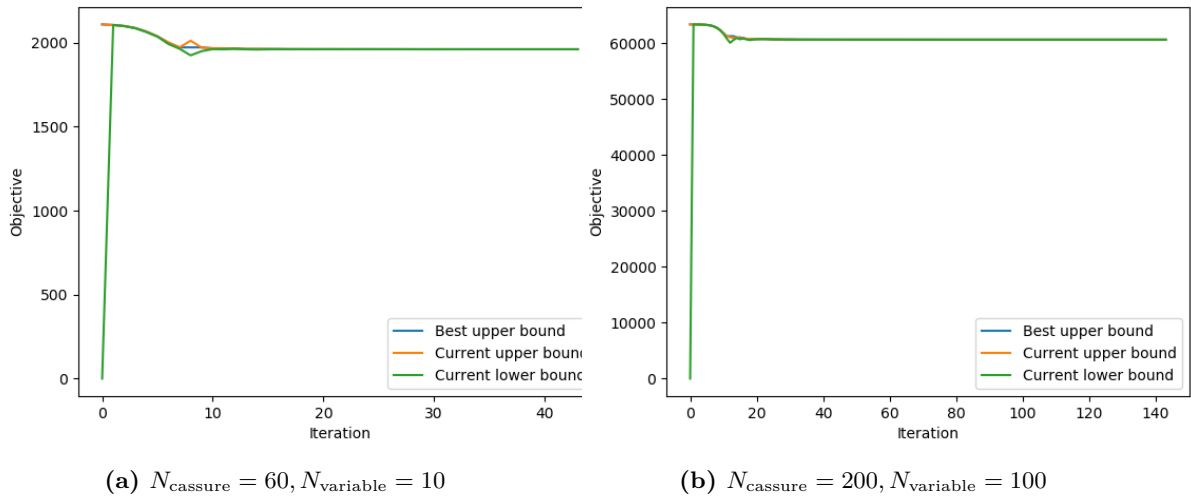 2000
1500
1000
500
0
Objective
0 10 20 30 40
Iteration
Best upper bound
Current upper bound
Current lower bound
(a) N_cassure = 60, N_variable = 10
60000
50000
40000
30000
20000
10000
0
Objective
0 20 40 60 80 100 120 140
Iteration
Best upper bound
Current upper bound
Current lower bound
(b) N_cassure = 200, N_variable = 100